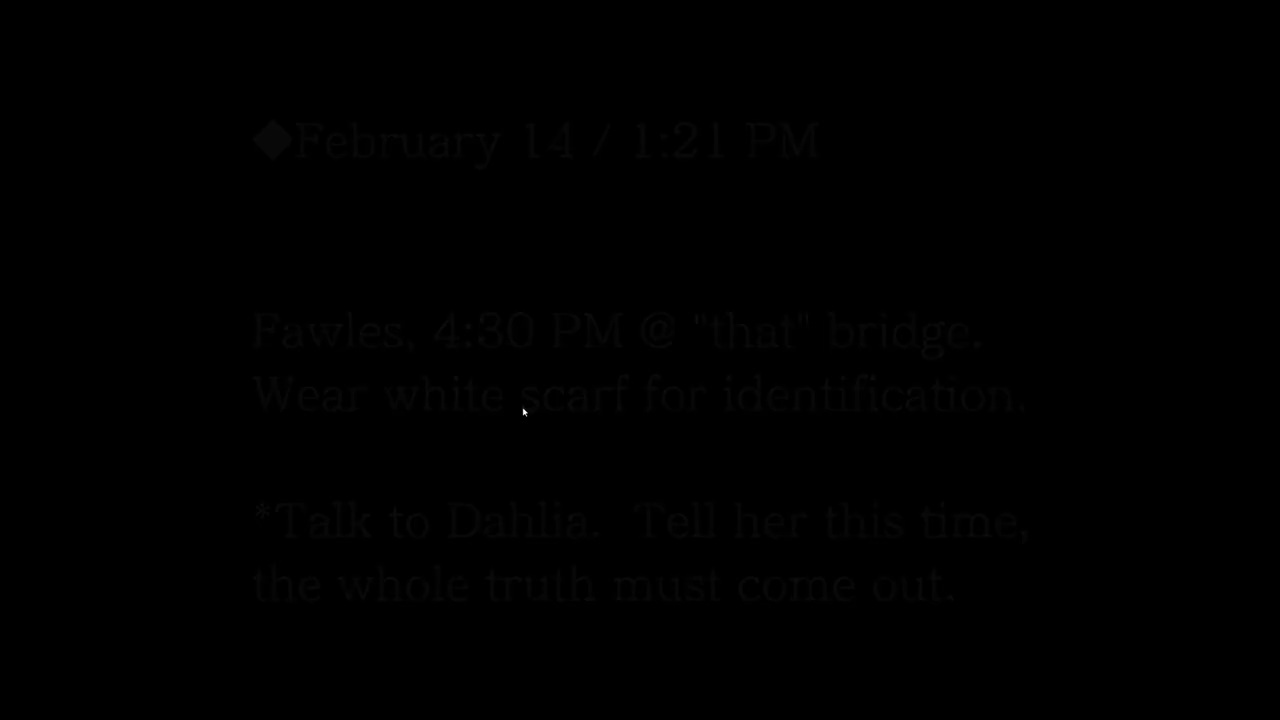 ◆February 14 / 1:21 PM
Fawles, 4:30 PM @ "that" bridge.
Wear white scarf for identification.
*Talk to Dahlia.  Tell her this time,
the whole truth must come out.